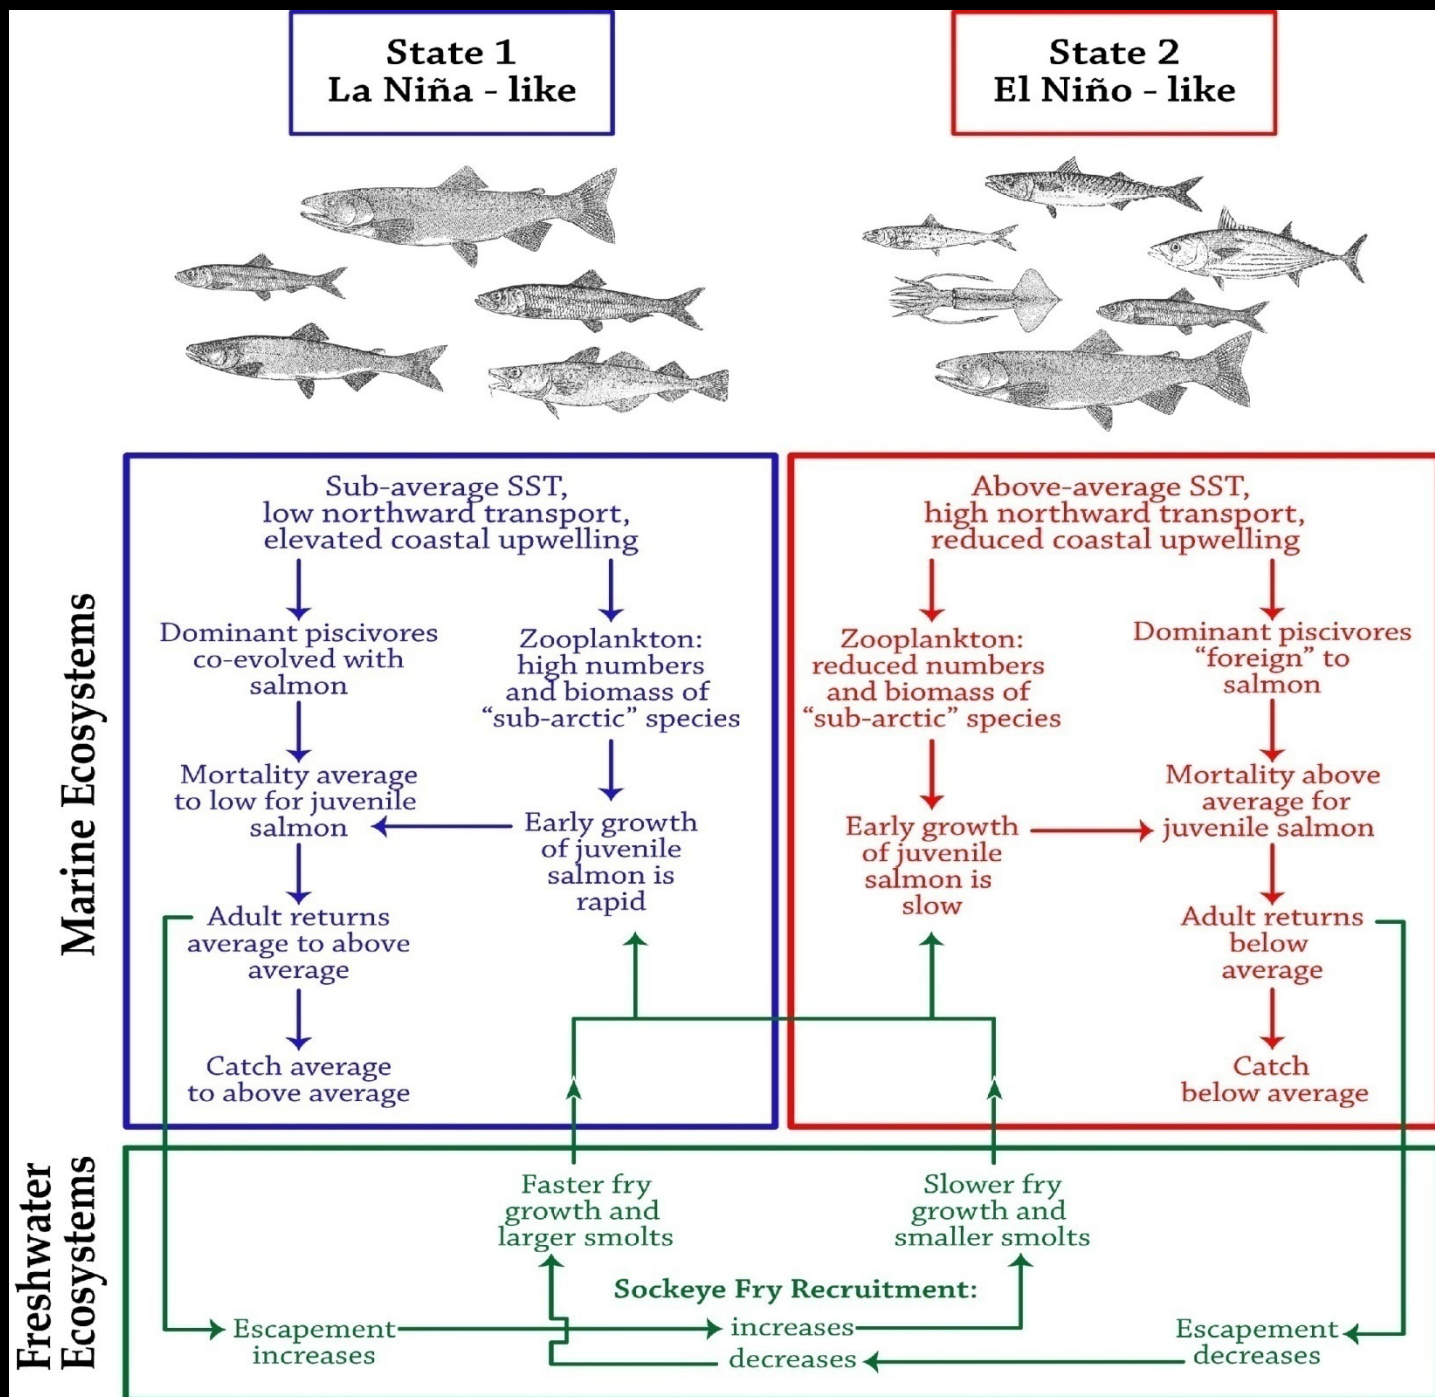 State 1
La Niña - like
State 2
El Niño - like
Marine Ecosystems
Sub-average SST,
low northward transport,
elevated coastal upwelling
Dominant piscivores
co-evolved with
salmon
Zooplankton:
high numbers
and biomass of
“sub-arctic” species
Mortality average
to low for juvenile
salmon
Early growth
of juvenile
salmon is
rapid
Adult returns
average to above
average
Catch average
to above average
Above-average SST,
high northward transport,
reduced coastal upwelling
Zooplankton:
reduced numbers
and biomass of
“sub-arctic” species
Dominant piscivores
“foreign” to
salmon
Early growth
of juvenile
salmon is
slow
Mortality above
average for
juvenile salmon
Adult returns
below
average
Catch
below average
Freshwater
Ecosystems
Faster fry
growth and
larger smolts
Slower fry
growth and
smaller smolts
Sockeye Fry Recruitment:
Escapement
increases
increases
decreases
Escapement
decreases